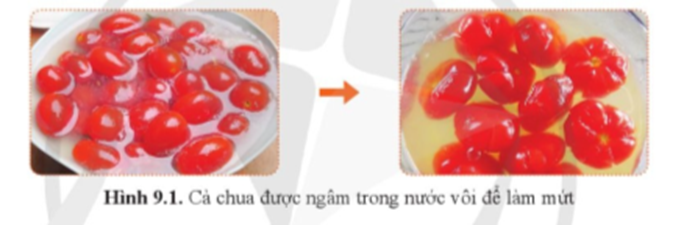 Hình 9.1. Cà chua được ngâm trong nước vôi để làm mứt